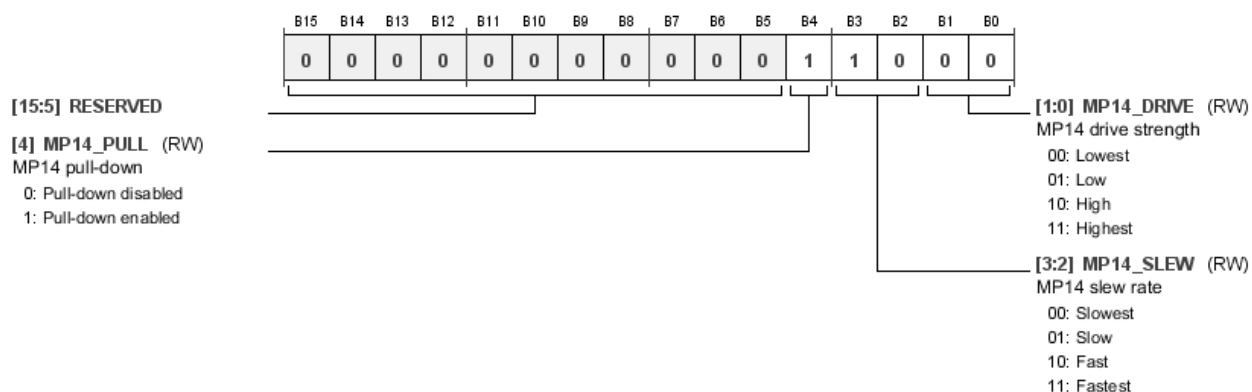 B15 B14 B13 B12 B11 B10 B9 B8 B7 B6 B5 B4 B3 B2 B1 B0
0 0 0 0 0 0 0 0 0 0 0 1 1 0 0 0
[15:5] RESERVED
[4] MP14_PULL (RW)
MP14 pull-down
0: Pull-down disabled
1: Pull-down enabled
[1:0] MP14_DRIVE (RW)
MP14 drive strength
00: Lowest
01: Low
10: High
11: Highest
[3:2] MP14_SLEW (RW)
MP14 slew rate
00: Slowest
01: Slow
10: Fast
11: Fastest